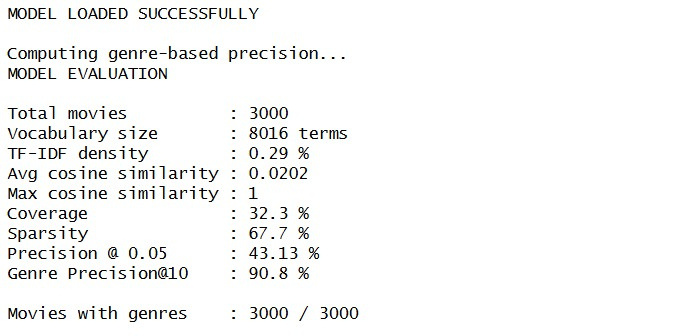 MODEL LOADED SUCCESSFULLY
Computing genre-based precision...
MODEL EVALUATION
Total movies : 3000
Vocabulary size : 8016 terms
TF-IDF density : 0.29 %
Avg cosine similarity : 0.0202
Max cosine similarity : 1
Coverage : 32.3 %
Sparsity : 67.7 %
Precision @ 0.05 : 43.13 %
Genre Precision@10 : 90.8 %
Movies with genres : 3000 / 3000